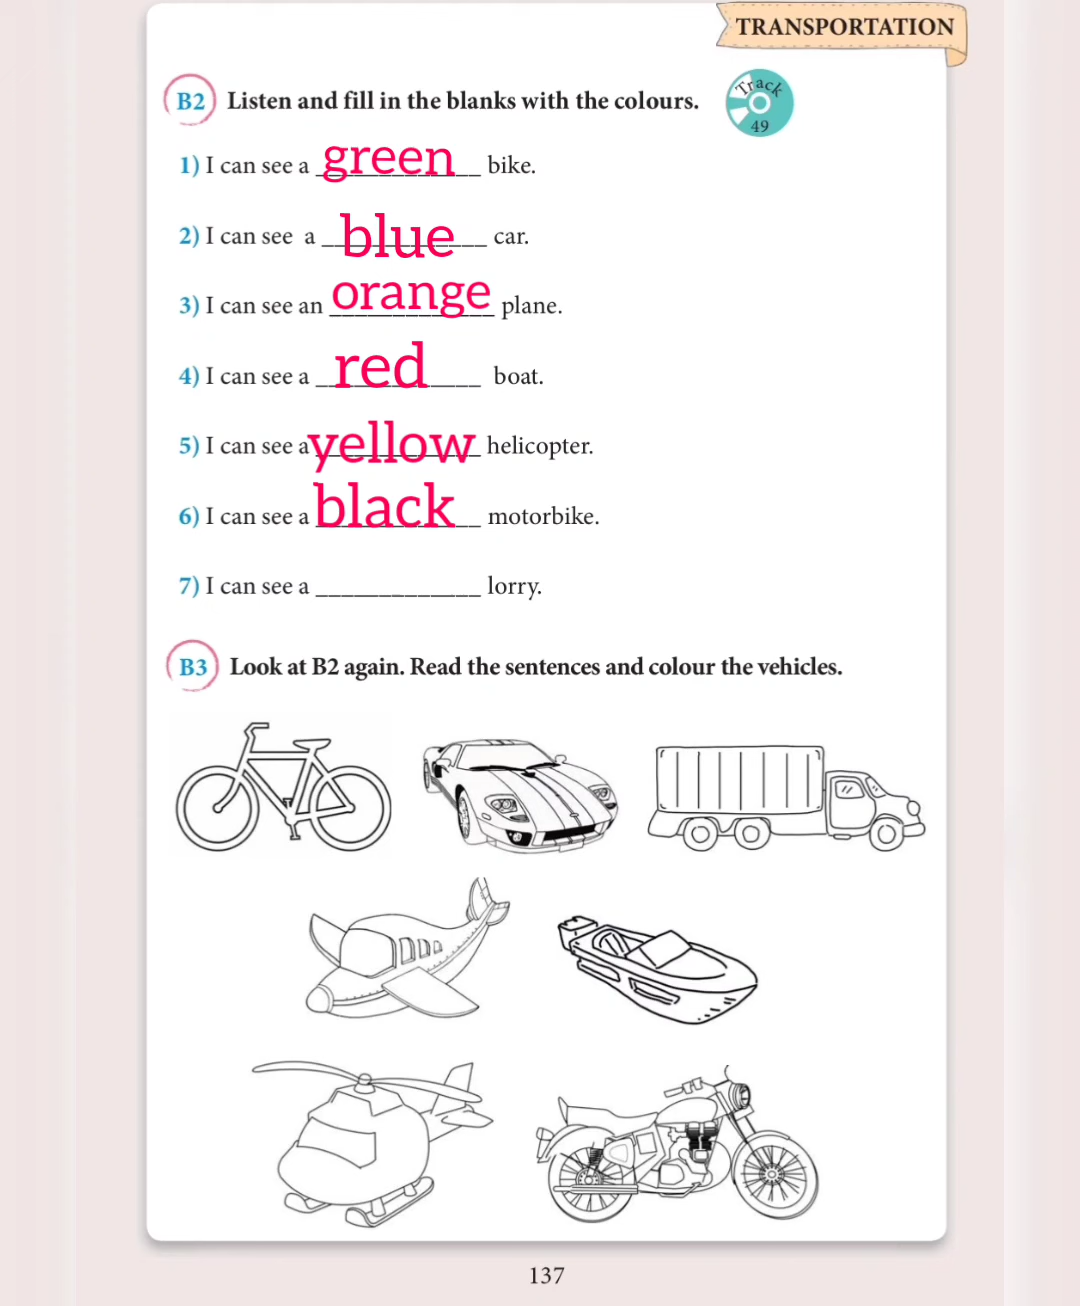 TRANSPORTATION
B2 Listen and fill in the blanks with the colours.
Track
49
1) I can see a green bike.
2) I can see a blue car.
3) I can see an orange plane.
4) I can see a red boat.
5) I can see a yellow helicopter.
6) I can see a black motorbike.
7) I can see a _____________ lorry.
B3 Look at B2 again. Read the sentences and colour the vehicles.
137